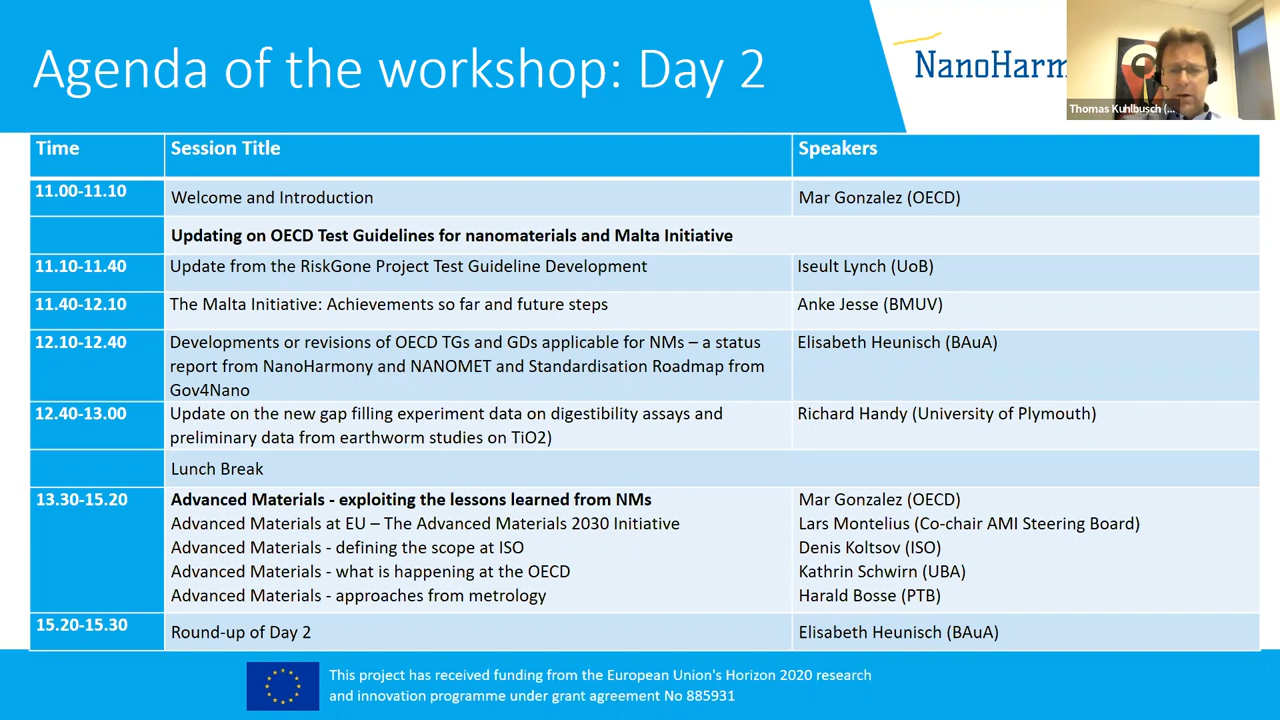 Agenda of the workshop: Day 2
NanoHarm
Thomas Kuhlbusch (...
Time Session Title Speakers
11.00-11.10 Welcome and Introduction Mar Gonzalez (OECD)
Updating on OECD Test Guidelines for nanomaterials and Malta Initiative
11.10-11.40 Update from the RiskGone Project Test Guideline Development Iseult Lynch (UoB)
11.40-12.10 The Malta Initiative: Achievements so far and future steps Anke Jesse (BMUV)
12.10-12.40 Developments or revisions of OECD TGs and GDs applicable for NMs – a status Elisabeth Heunisch (BAuA)
report from NanoHarmony and NANOMET and Standardisation Roadmap from
Gov4Nano
12.40-13.00 Update on the new gap filling experiment data on digestibility assays and Richard Handy (University of Plymouth)
preliminary data from earthworm studies on TiO2)
Lunch Break
13.30-15.20 Advanced Materials - exploiting the lessons learned from NMs Mar Gonzalez (OECD)
Advanced Materials at EU – The Advanced Materials 2030 Initiative Lars Montelius (Co-chair AMI Steering Board)
Advanced Materials - defining the scope at ISO Denis Koltsov (ISO)
Advanced Materials - what is happening at the OECD Kathrin Schwirn (UBA)
Advanced Materials - approaches from metrology Harald Bosse (PTB)
15.20-15.30 Round-up of Day 2 Elisabeth Heunisch (BAuA)
This project has received funding from the European Union's Horizon 2020 research
and innovation programme under grant agreement No 885931